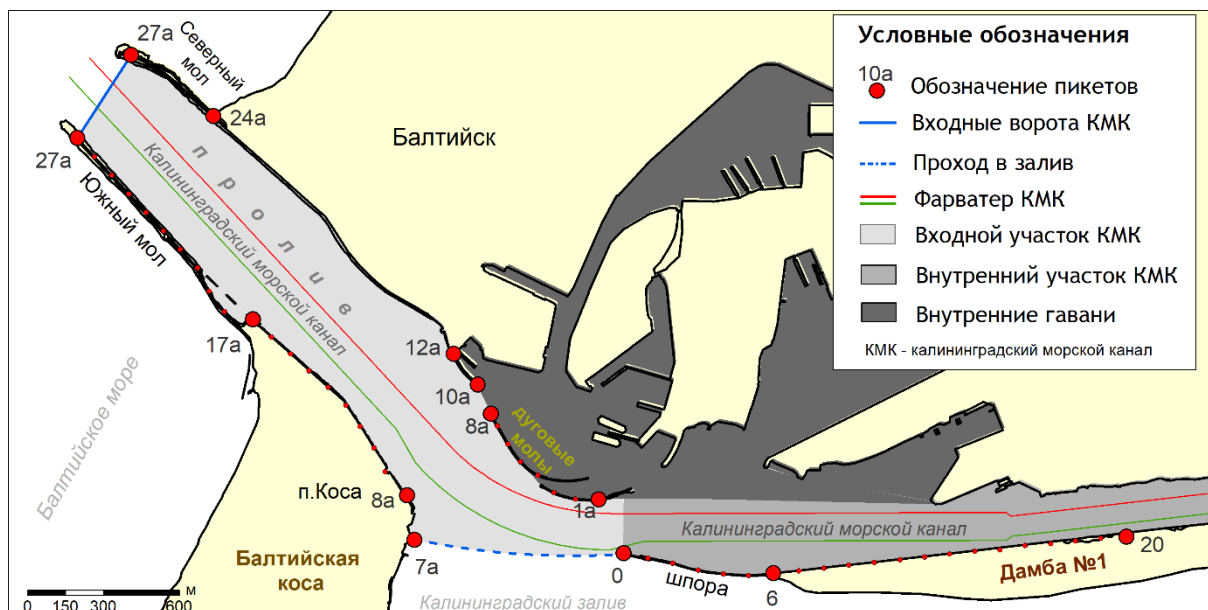 27а
Северный
мол
24а
27а
Балтийск
пролив
Калининградский морской канал
Южный мол
17а
12а
10а
8а
дуговые
молы
Балтийское море
п.Коса
8а
1а
Калининградский морской канал
Балтийская
коса
7а
0
шпора
6
Дамба №1
20
Калининградский залив
м
0 150 300 600
Условные обозначения
10а
Обозначение пикетов
Входные ворота КМК
Проход в залив
Фарватер КМК
Входной участок КМК
Внутренний участок КМК
Внутренние гавани
КМК - калининградский морской канал